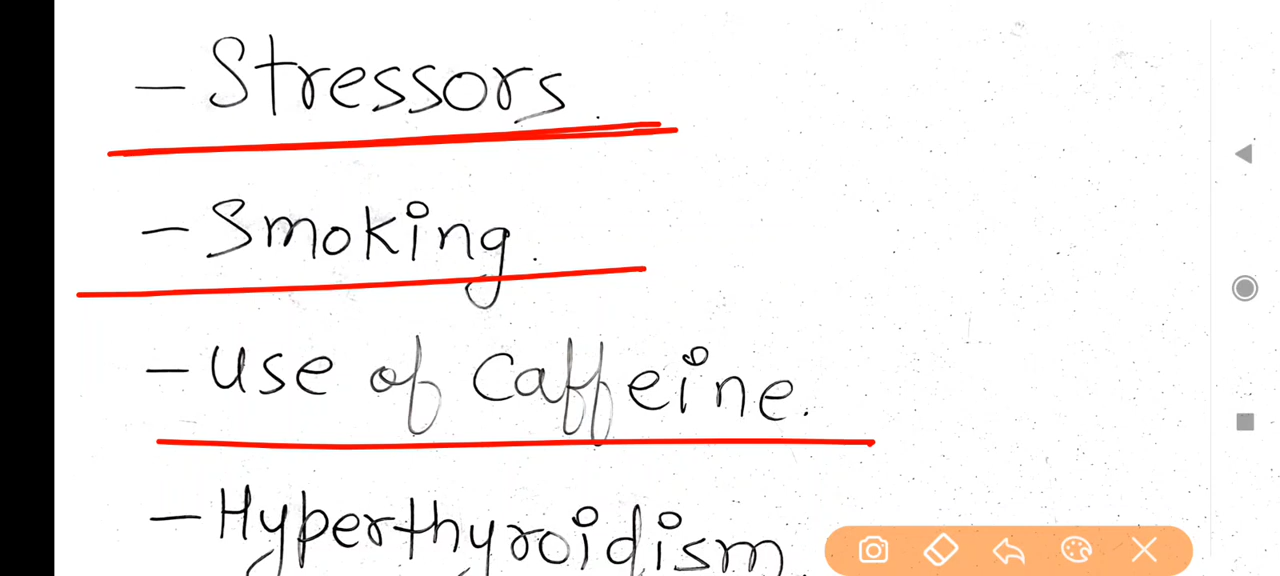 - Stressors.
- Smoking.
- Use of Caffeine.
- Hyperthyroidism.